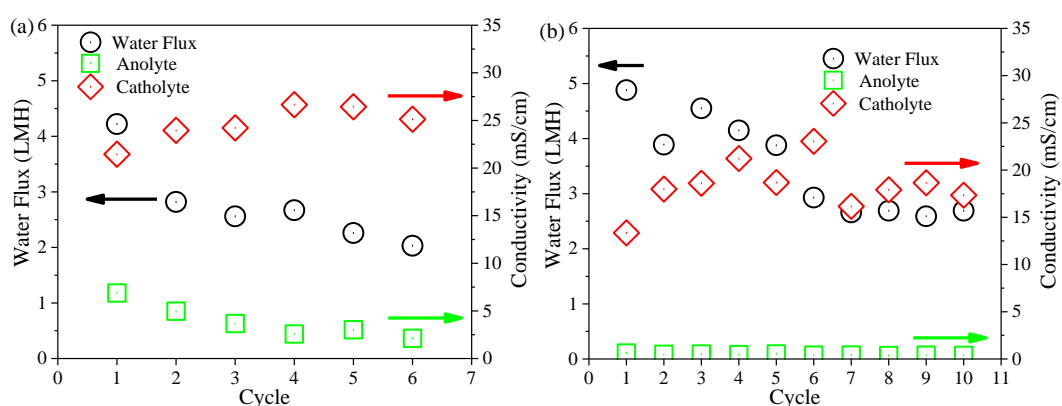 (a)
Water Flux
Anolyte
Catholyte
Water Flux (LMH)
6
5
4
3
2
1
0
Conductivity (mS/cm)
35
30
25
20
15
10
5
0
0 1 2 3 4 5 6 7
Cycle
(b)
Water Flux
Anolyte
Catholyte
Water Flux (LMH)
6
5
4
3
2
1
0
Conductivity (mS/cm)
35
30
25
20
15
10
5
0
0 1 2 3 4 5 6 7 8 9 10 11
Cycle